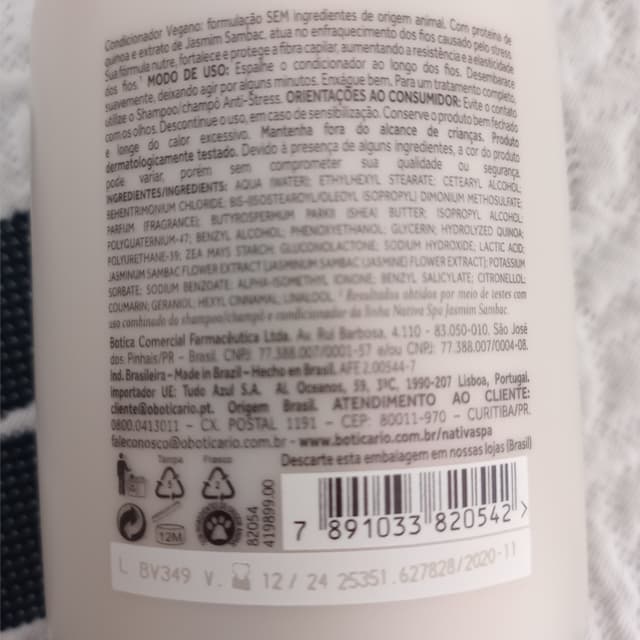 Condicionador Vegano: formulação SEM ingredientes de origem animal. Com proteína de
quinoa e extrato de Jasmim Sambac, atua no enfraquecimento dos fios causado pelo stress.
Sua fórmula nutre, fortalece e protege a fibra capilar, aumentando a resistência e a elasticidade
dos fios. MODO DE USO: Espalhe o condicionador ao longo dos fios. Desembarace
suavemente, deixando agir por alguns minutos. Enxágue bem. Para um tratamento completo,
utilize o Shampoo/champô Anti-Stress. ORIENTAÇÕES AO CONSUMIDOR: Evite o contato
com os olhos. Descontinue o uso, em caso de sensibilização. Conserve o produto bem fechado
e longe do calor excessivo. Mantenha fora do alcance de crianças. Produto
dermatologicamente testado. Devido à presença de alguns ingredientes, a cor do produto
pode variar, porém sem comprometer sua qualidade ou segurança.
INGREDIENTES/INGREDIENTS: AQUA (WATER); ETHYLHEXYL STEARATE; CETEARYL ALCOHOL;
BEHENTRIMONIUM CHLORIDE; BIS-(ISOSTEAROYL/OLEOYL ISOPROPYL) DIMONIUM METHOSULFATE;
PARFUM (FRAGRANCE); BUTYROSPERMUM PARKII (SHEA) BUTTER; ISOPROPYL ALCOHOL;
POLYQUATERNIUM-47; BENZYL ALCOHOL; PHENOXYETHANOL; GLYCERIN; HYDROLYZED QUINOA;
POLYURETHANE-39; ZEA MAYS STARCH; GLUCONOLACTONE; SODIUM HYDROXIDE; LACTIC ACID;
JASMINUM SAMBAC FLOWER EXTRACT (JASMINUM SAMBAC (JASMINE) FLOWER EXTRACT); POTASSIUM
SORBATE; SODIUM BENZOATE; ALPHA-ISOMETHYL IONONE; BENZYL SALICYLATE; CITRONELLOL;
COUMARIN; GERANIOL; HEXYL CINNAMAL; LINALOOL. Resultados obtidos por meio de testes com
uso combinado do shampoo/champô e condicionador da linha Nativa Spa Jasmim Sambac.
Botica Comercial Farmacêutica Ltda. Av. Rui Barbosa, 4.110 - 83.050-010. São José
dos Pinhais/PR - Brasil. CNPJ: 77.388.007/0001-57 e/ou CNPJ: 77.388.007/0004-08.
Ind. Brasileira - Made in Brazil - Hecho en Brasil. AFE 2.00544-7
Importador UE: Tudo Azul S.A. Al. Oceanos, 59, 3ºC, 1990-207 Lisboa, Portugal.
cliente@oboticario.pt. Origem Brasil. ATENDIMENTO AO CLIENTE:
0800.0413011 - CX. POSTAL 1191 - CEP: 80011-970 - CURITIBA/PR.
faleconosco@oboticario.com.br - www.boticario.com.br/nativaspa
Descarte esta embalagem em nossas lojas (Brasil)
Tampa
Frasco
12M
82054
419899.00
7 891033 820542 >
L BV349 V. 12/24 25351.627828/2020-11